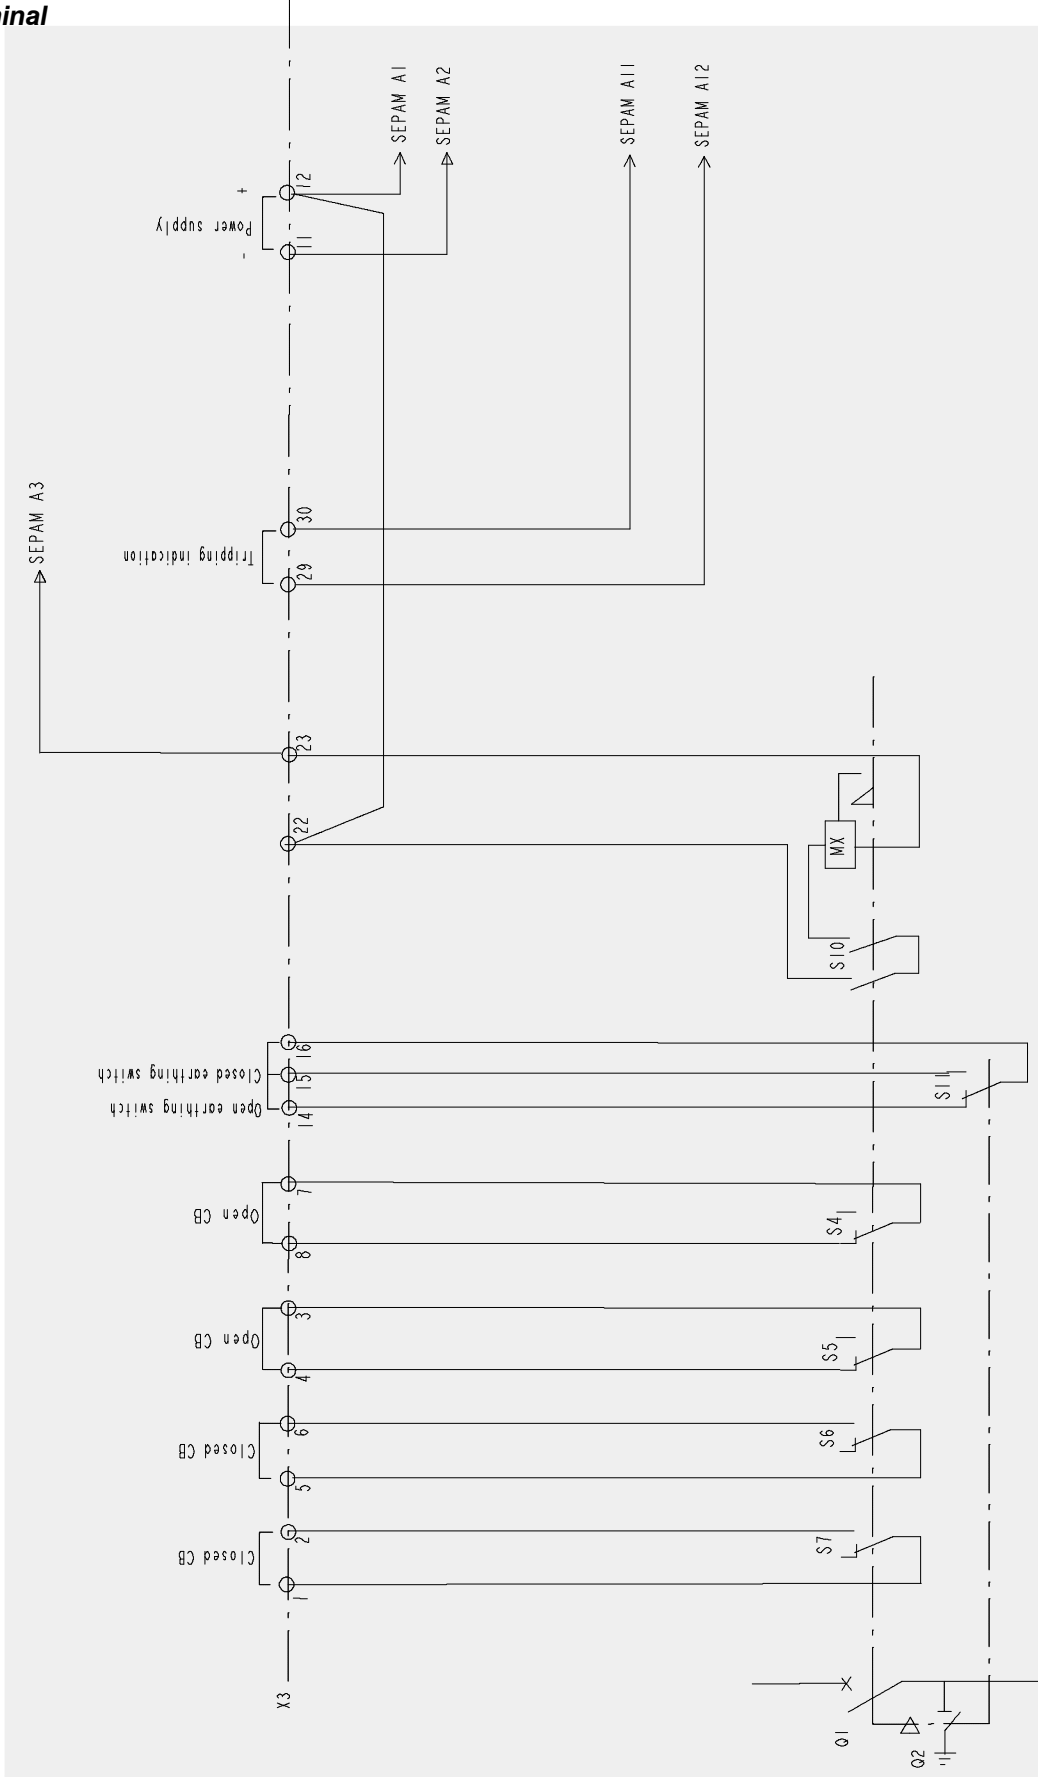 inal
SEPAM A1
SEPAM A2
SEPAM A11
SEPAM A12
+
Power supply
-
12
11
SEPAM A3
Tripping indication
30
29
23
22
MX
S10
Closed earthing switch
Open earthing switch
16
15
14
S11
Open CB
7
8
S4
Open CB
3
4
S5
Closed CB
6
5
S6
Closed CB
2
1
S7
X3
Q1
Q2